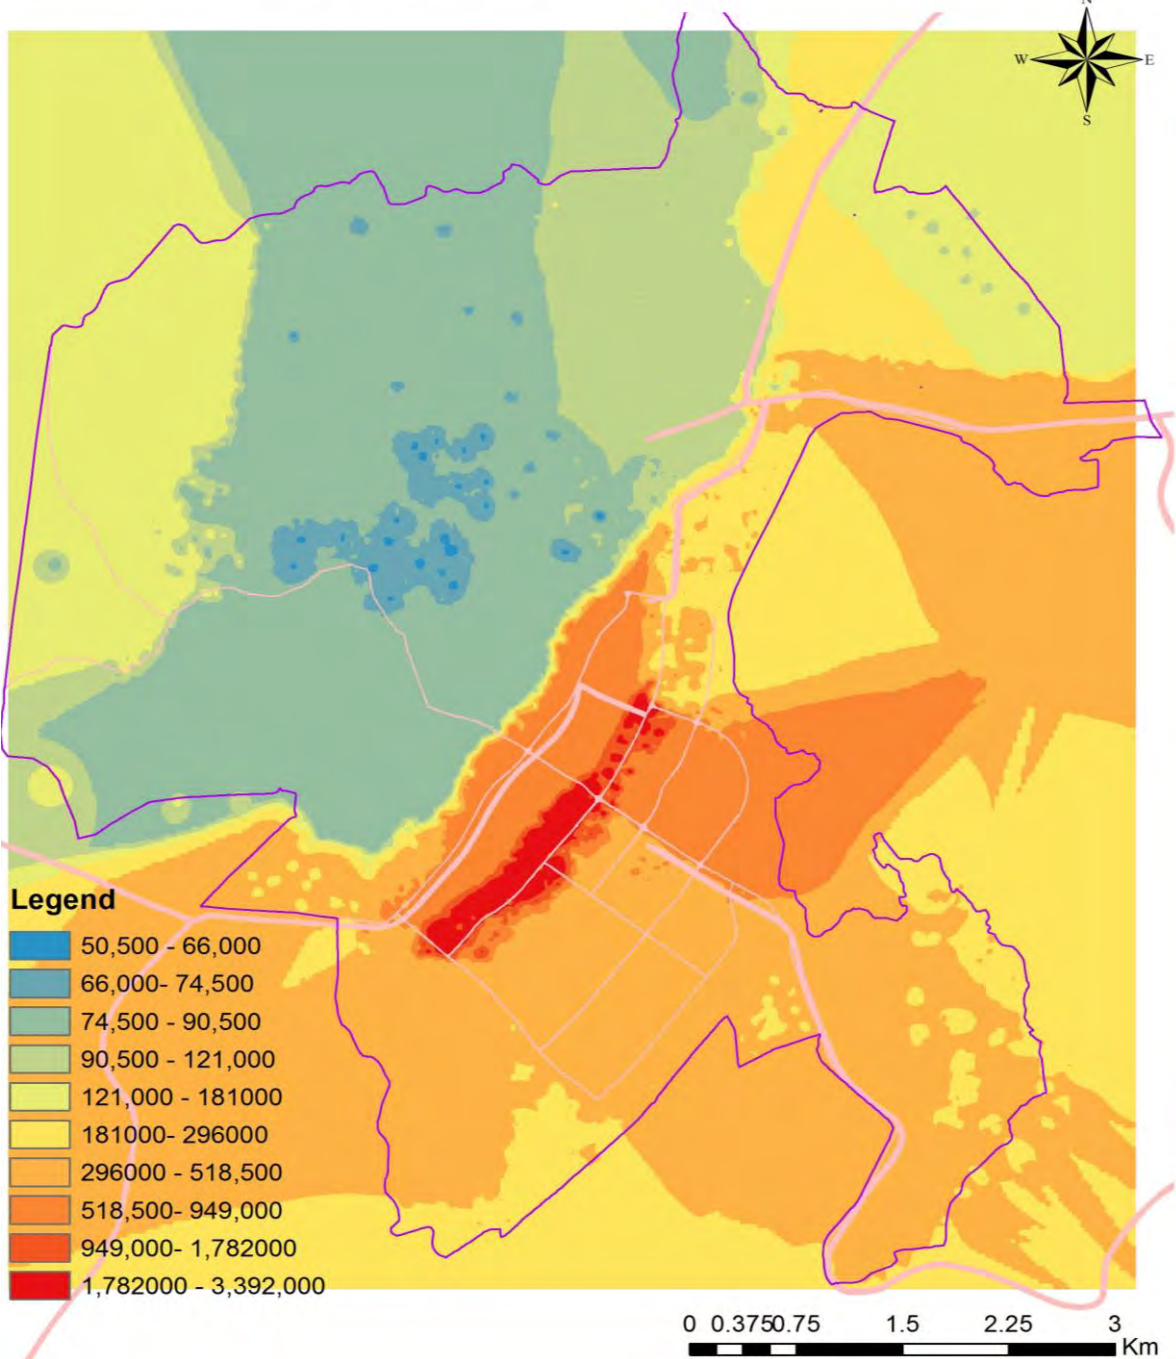 N
W E
S
Legend
50,500 - 66,000
66,000- 74,500
74,500 - 90,500
90,500 - 121,000
121,000 - 181000
181000- 296000
296000 - 518,500
518,500- 949,000
949,000- 1,782000
1,782000 - 3,392,000
0 0.3750.75 1.5 2.25 3
Km